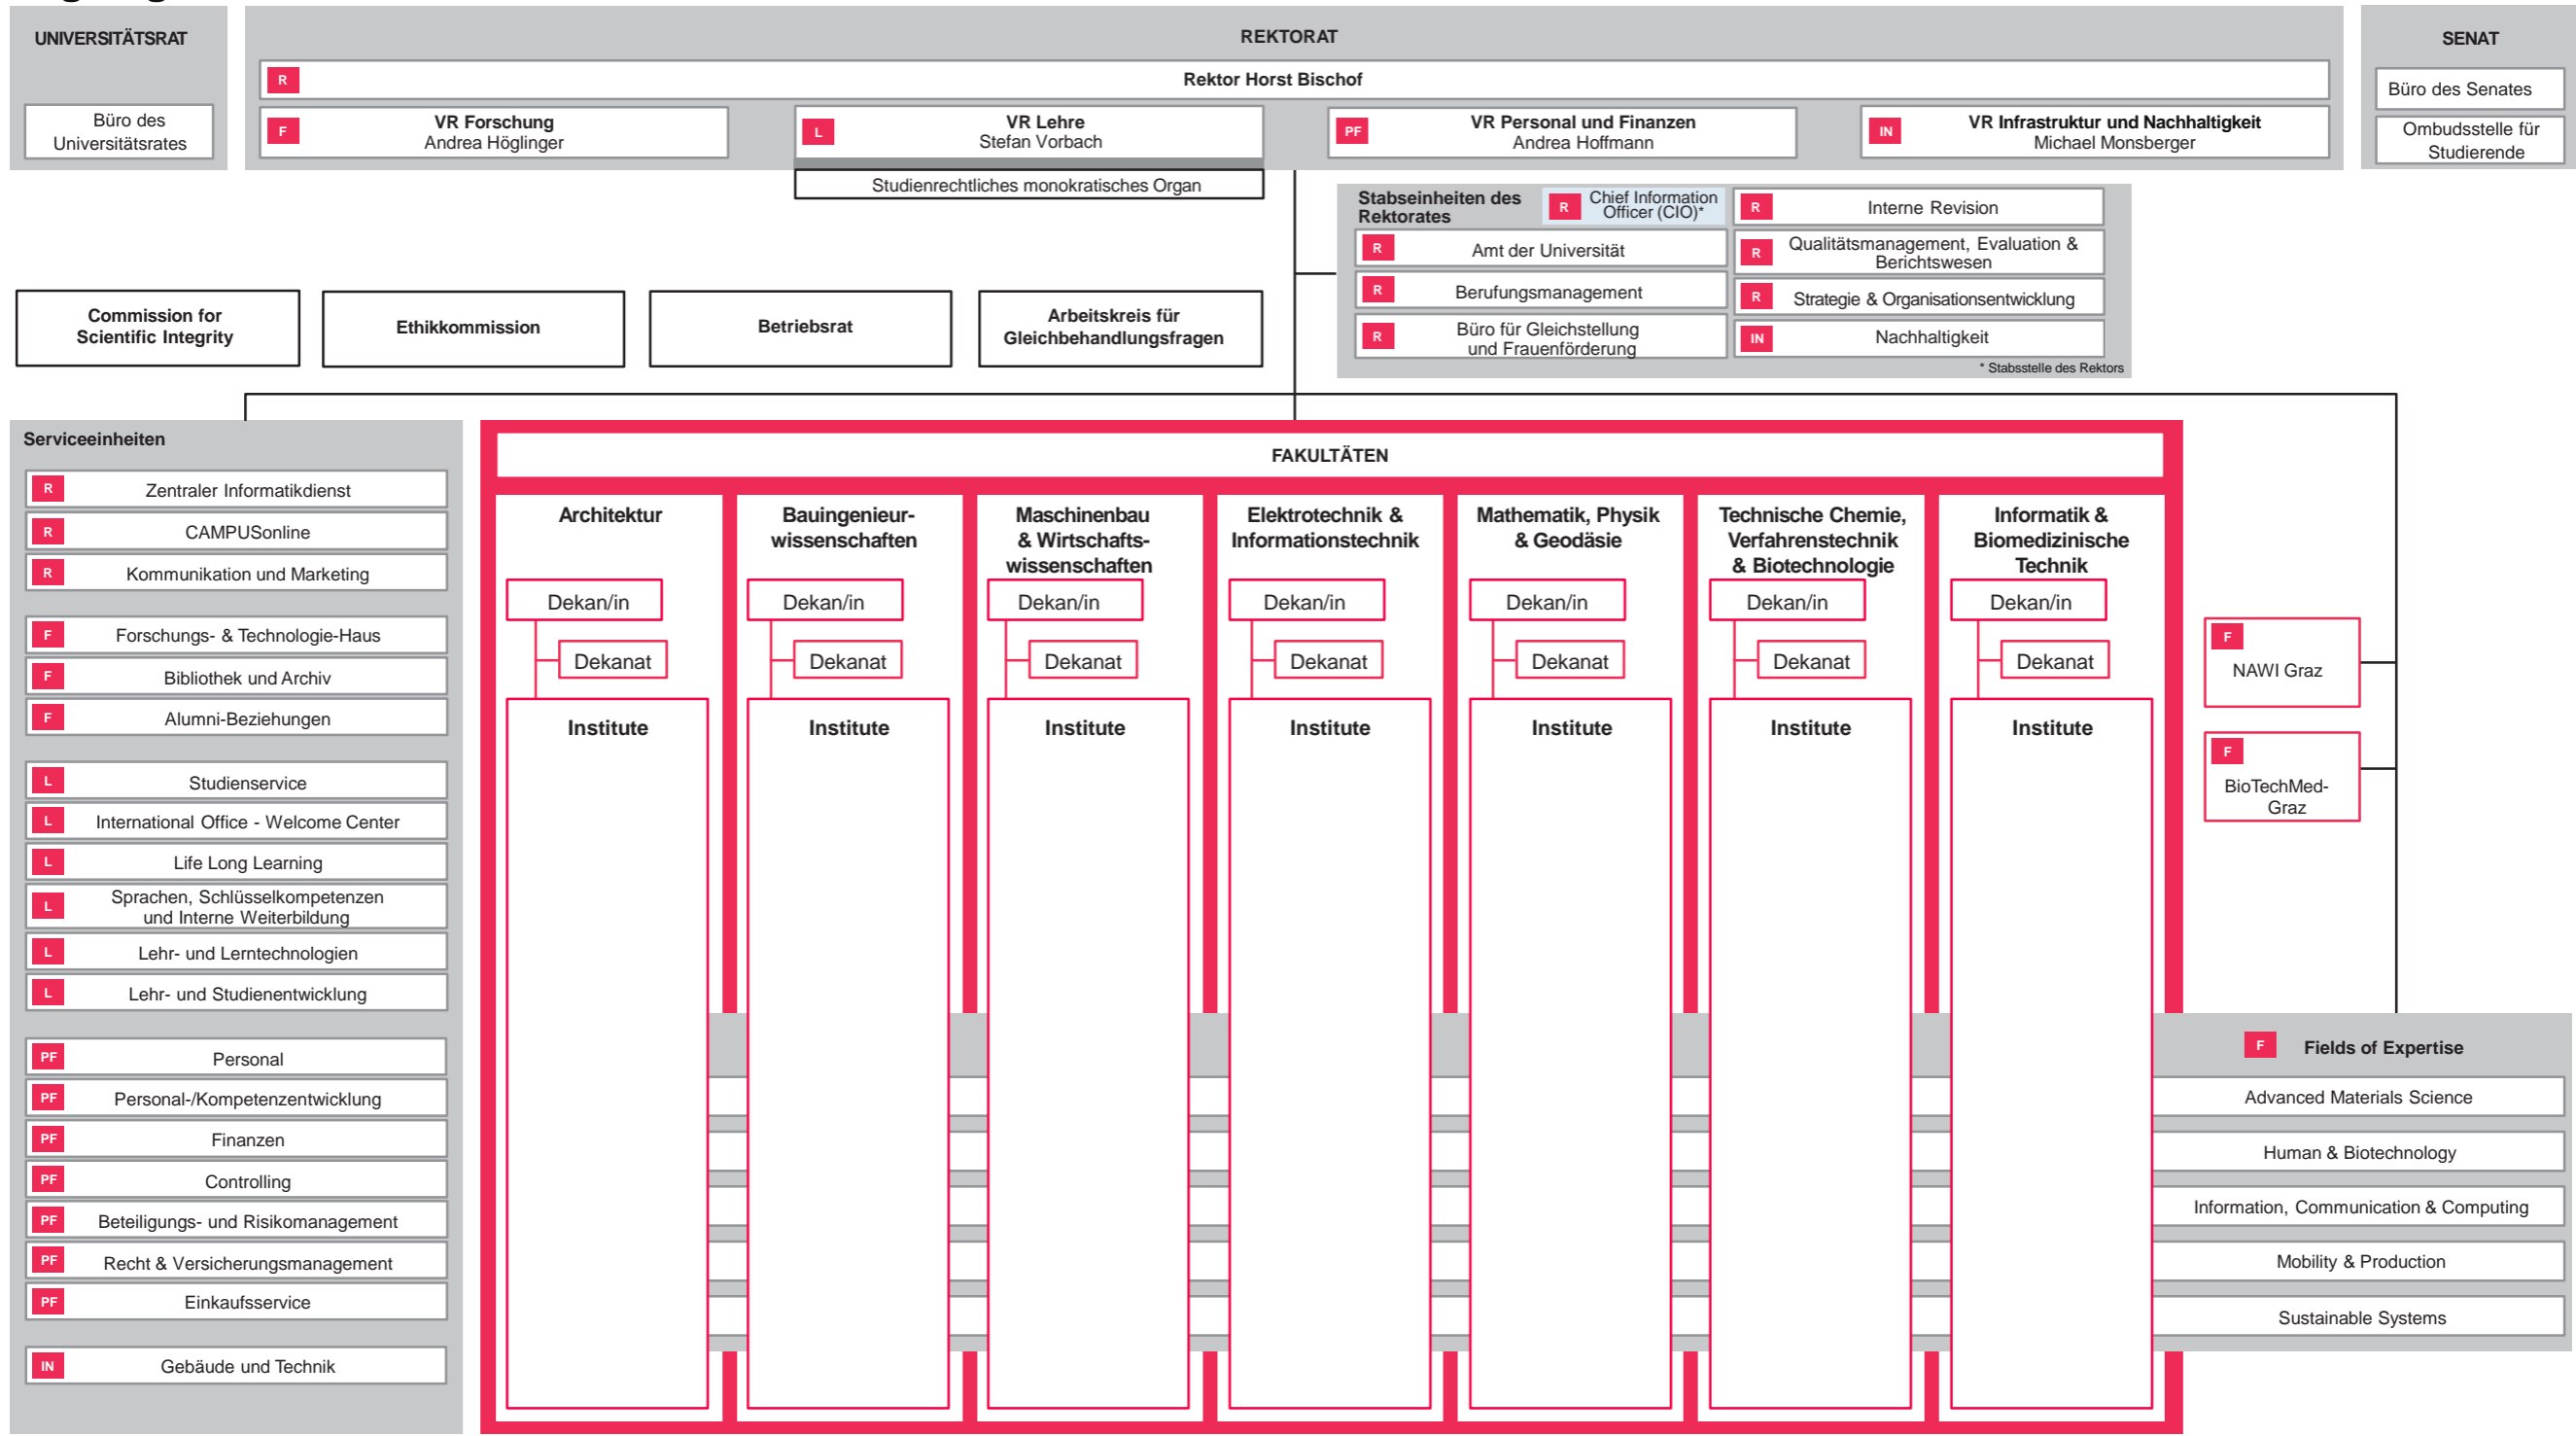 UNIVERSITÄTSRAT
Büro des
Universitätsrates
REKTORAT
R Rektor Horst Bischof
F VR Forschung
Andrea Höglinger
L VR Lehre
Stefan Vorbach
PF VR Personal und Finanzen
Andrea Hoffmann
IN VR Infrastruktur und Nachhaltigkeit
Michael Monsberger
Studienrechtliches monokratisches Organ
SENAT
Büro des Senates
Ombudsstelle für
Studierende
Stabseinheiten des
Rektorates
R Chief Information
Officer (CIO)*
R Amt der Universität
R Berufungsmanagement
R Büro für Gleichstellung
und Frauenförderung
R Interne Revision
R Qualitätsmanagement, Evaluation &
Berichtswesen
R Strategie & Organisationsentwicklung
IN Nachhaltigkeit
* Stabsstelle des Rektors
Commission for
Scientific Integrity
Ethikkommission
Betriebsrat
Arbeitskreis für
Gleichbehandlungsfragen
Serviceeinheiten
R Zentraler Informatikdienst
R CAMPUSonline
R Kommunikation und Marketing
F Forschungs- & Technologie-Haus
F Bibliothek und Archiv
F Alumni-Beziehungen
L Studienservice
L International Office - Welcome Center
L Life Long Learning
L Sprachen, Schlüsselkompetenzen
und Interne Weiterbildung
L Lehr- und Lerntechnologien
L Lehr- und Studienentwicklung
PF Personal
PF Personal-/Kompetenzentwicklung
PF Finanzen
PF Controlling
PF Beteiligungs- und Risikomanagement
PF Recht & Versicherungsmanagement
PF Einkaufsservice
IN Gebäude und Technik
FAKULTÄTEN
Architektur
Dekan/in
Dekanat
Institute
Bauingenieur-
wissenschaften
Dekan/in
Dekanat
Institute
Maschinenbau
& Wirtschafts-
wissenschaften
Dekan/in
Dekanat
Institute
Elektrotechnik &
Informationstechnik
Dekan/in
Dekanat
Institute
Mathematik, Physik
& Geodäsie
Dekan/in
Dekanat
Institute
Technische Chemie,
Verfahrenstechnik
& Biotechnologie
Dekan/in
Dekanat
Institute
Informatik &
Biomedizinische
Technik
Dekan/in
Dekanat
Institute
F
NAWI Graz
F
BioTechMed-
Graz
F Fields of Expertise
Advanced Materials Science
Human & Biotechnology
Information, Communication & Computing
Mobility & Production
Sustainable Systems